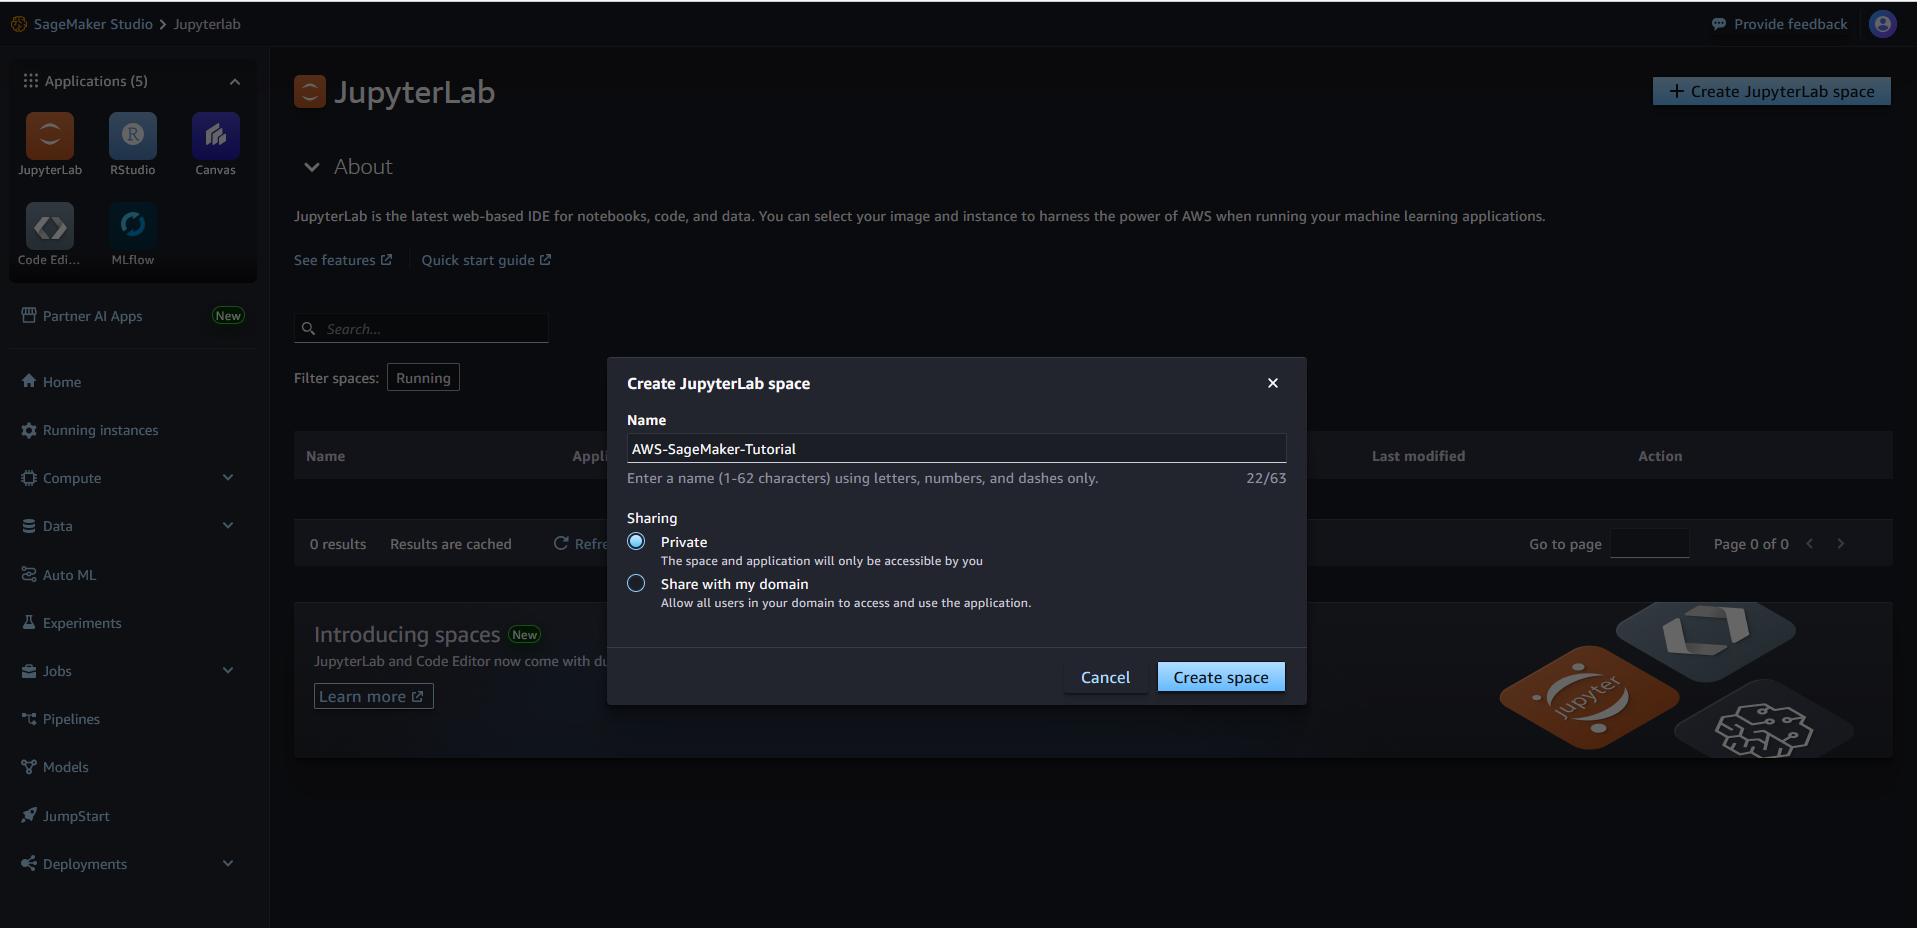 SageMaker Studio > Jupyterlab
Provide feedback
Applications (5)
JupyterLab
RStudio
Canvas
Code Edi...
MLflow
Partner AI Apps
New
Home
Running instances
Compute
Data
Auto ML
Experiments
Jobs
Pipelines
Models
JumpStart
Deployments
JupyterLab
+ Create JupyterLab space
About
JupyterLab is the latest web-based IDE for notebooks, code, and data. You can select your image and instance to harness the power of AWS when running your machine learning applications.
See features
Quick start guide
Search...
Filter spaces:
Running
Name
Last modified
Action
0 results
Results are cached
Go to page
Page 0 of 0
Introducing spaces
New
JupyterLab and Code Editor now come with
Learn more
jupyter
Create JupyterLab space
Name
AWS-SageMaker-Tutorial
Enter a name (1-62 characters) using letters, numbers, and dashes only.
22/63
Sharing
Private
The space and application will only be accessible by you
Share with my domain
Allow all users in your domain to access and use the application.
Cancel
Create space